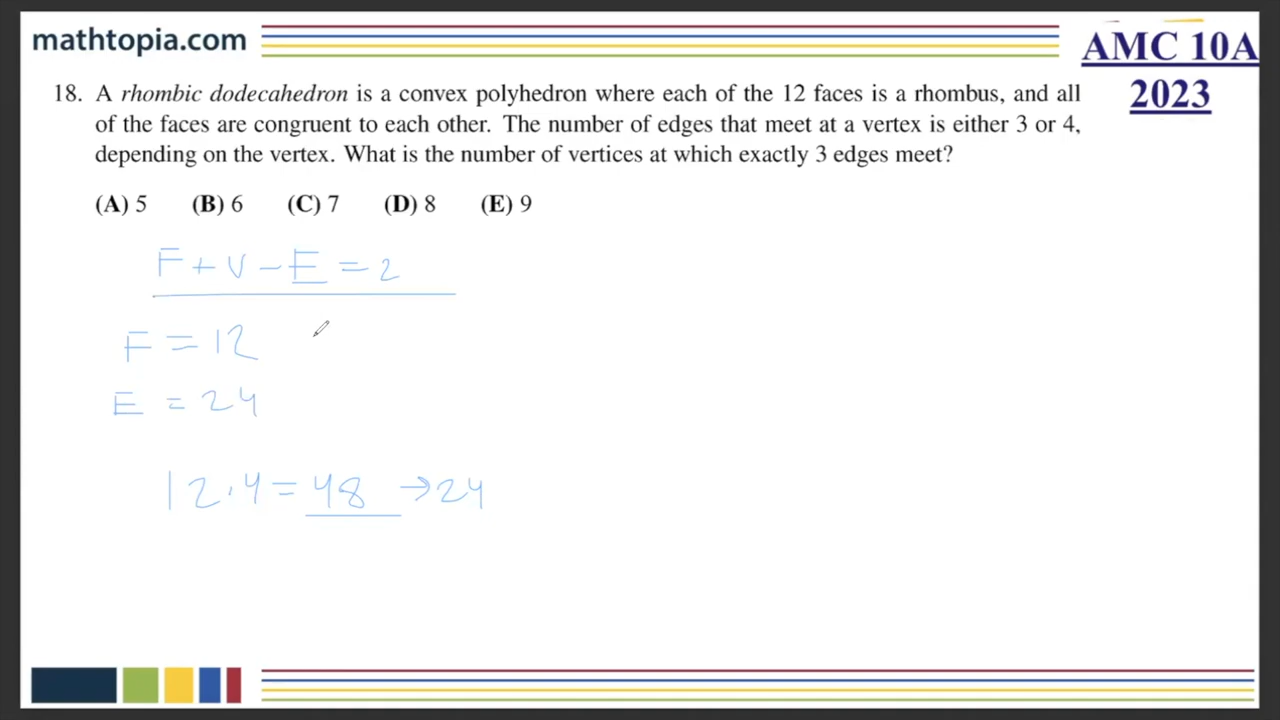 mathtopia.com
AMC 10A
2023
18. A rhombic dodecahedron is a convex polyhedron where each of the 12 faces is a rhombus, and all
of the faces are congruent to each other. The number of edges that meet at a vertex is either 3 or 4,
depending on the vertex. What is the number of vertices at which exactly 3 edges meet?
(A) 5 (B) 6 (C) 7 (D) 8 (E) 9
F + V - E = 2
F = 12
E = 24
12 · 4 = 48 → 24